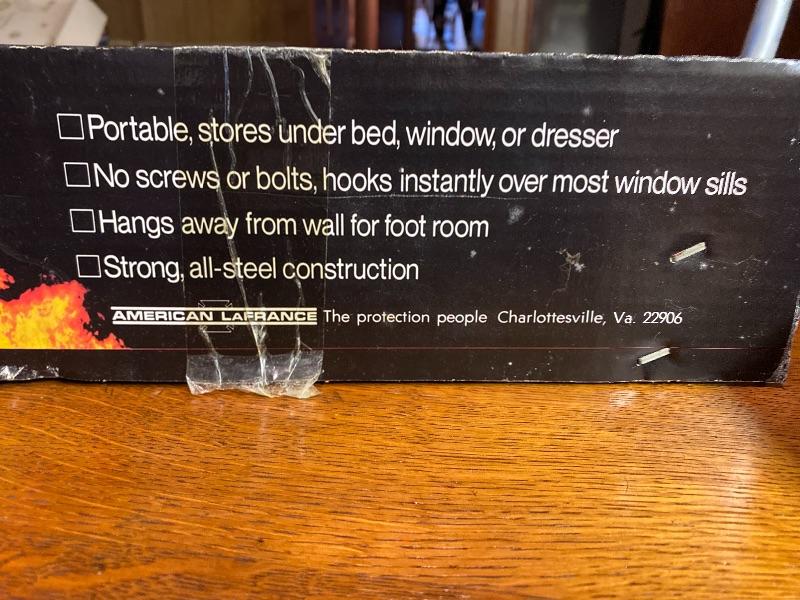 Portable, stores under bed, window, or dresser
No screws or bolts, hooks instantly over most window sills
Hangs away from wall for foot room
Strong, all-steel construction
AMERICAN LAFRANCE The protection people Charlottesville, Va. 22906